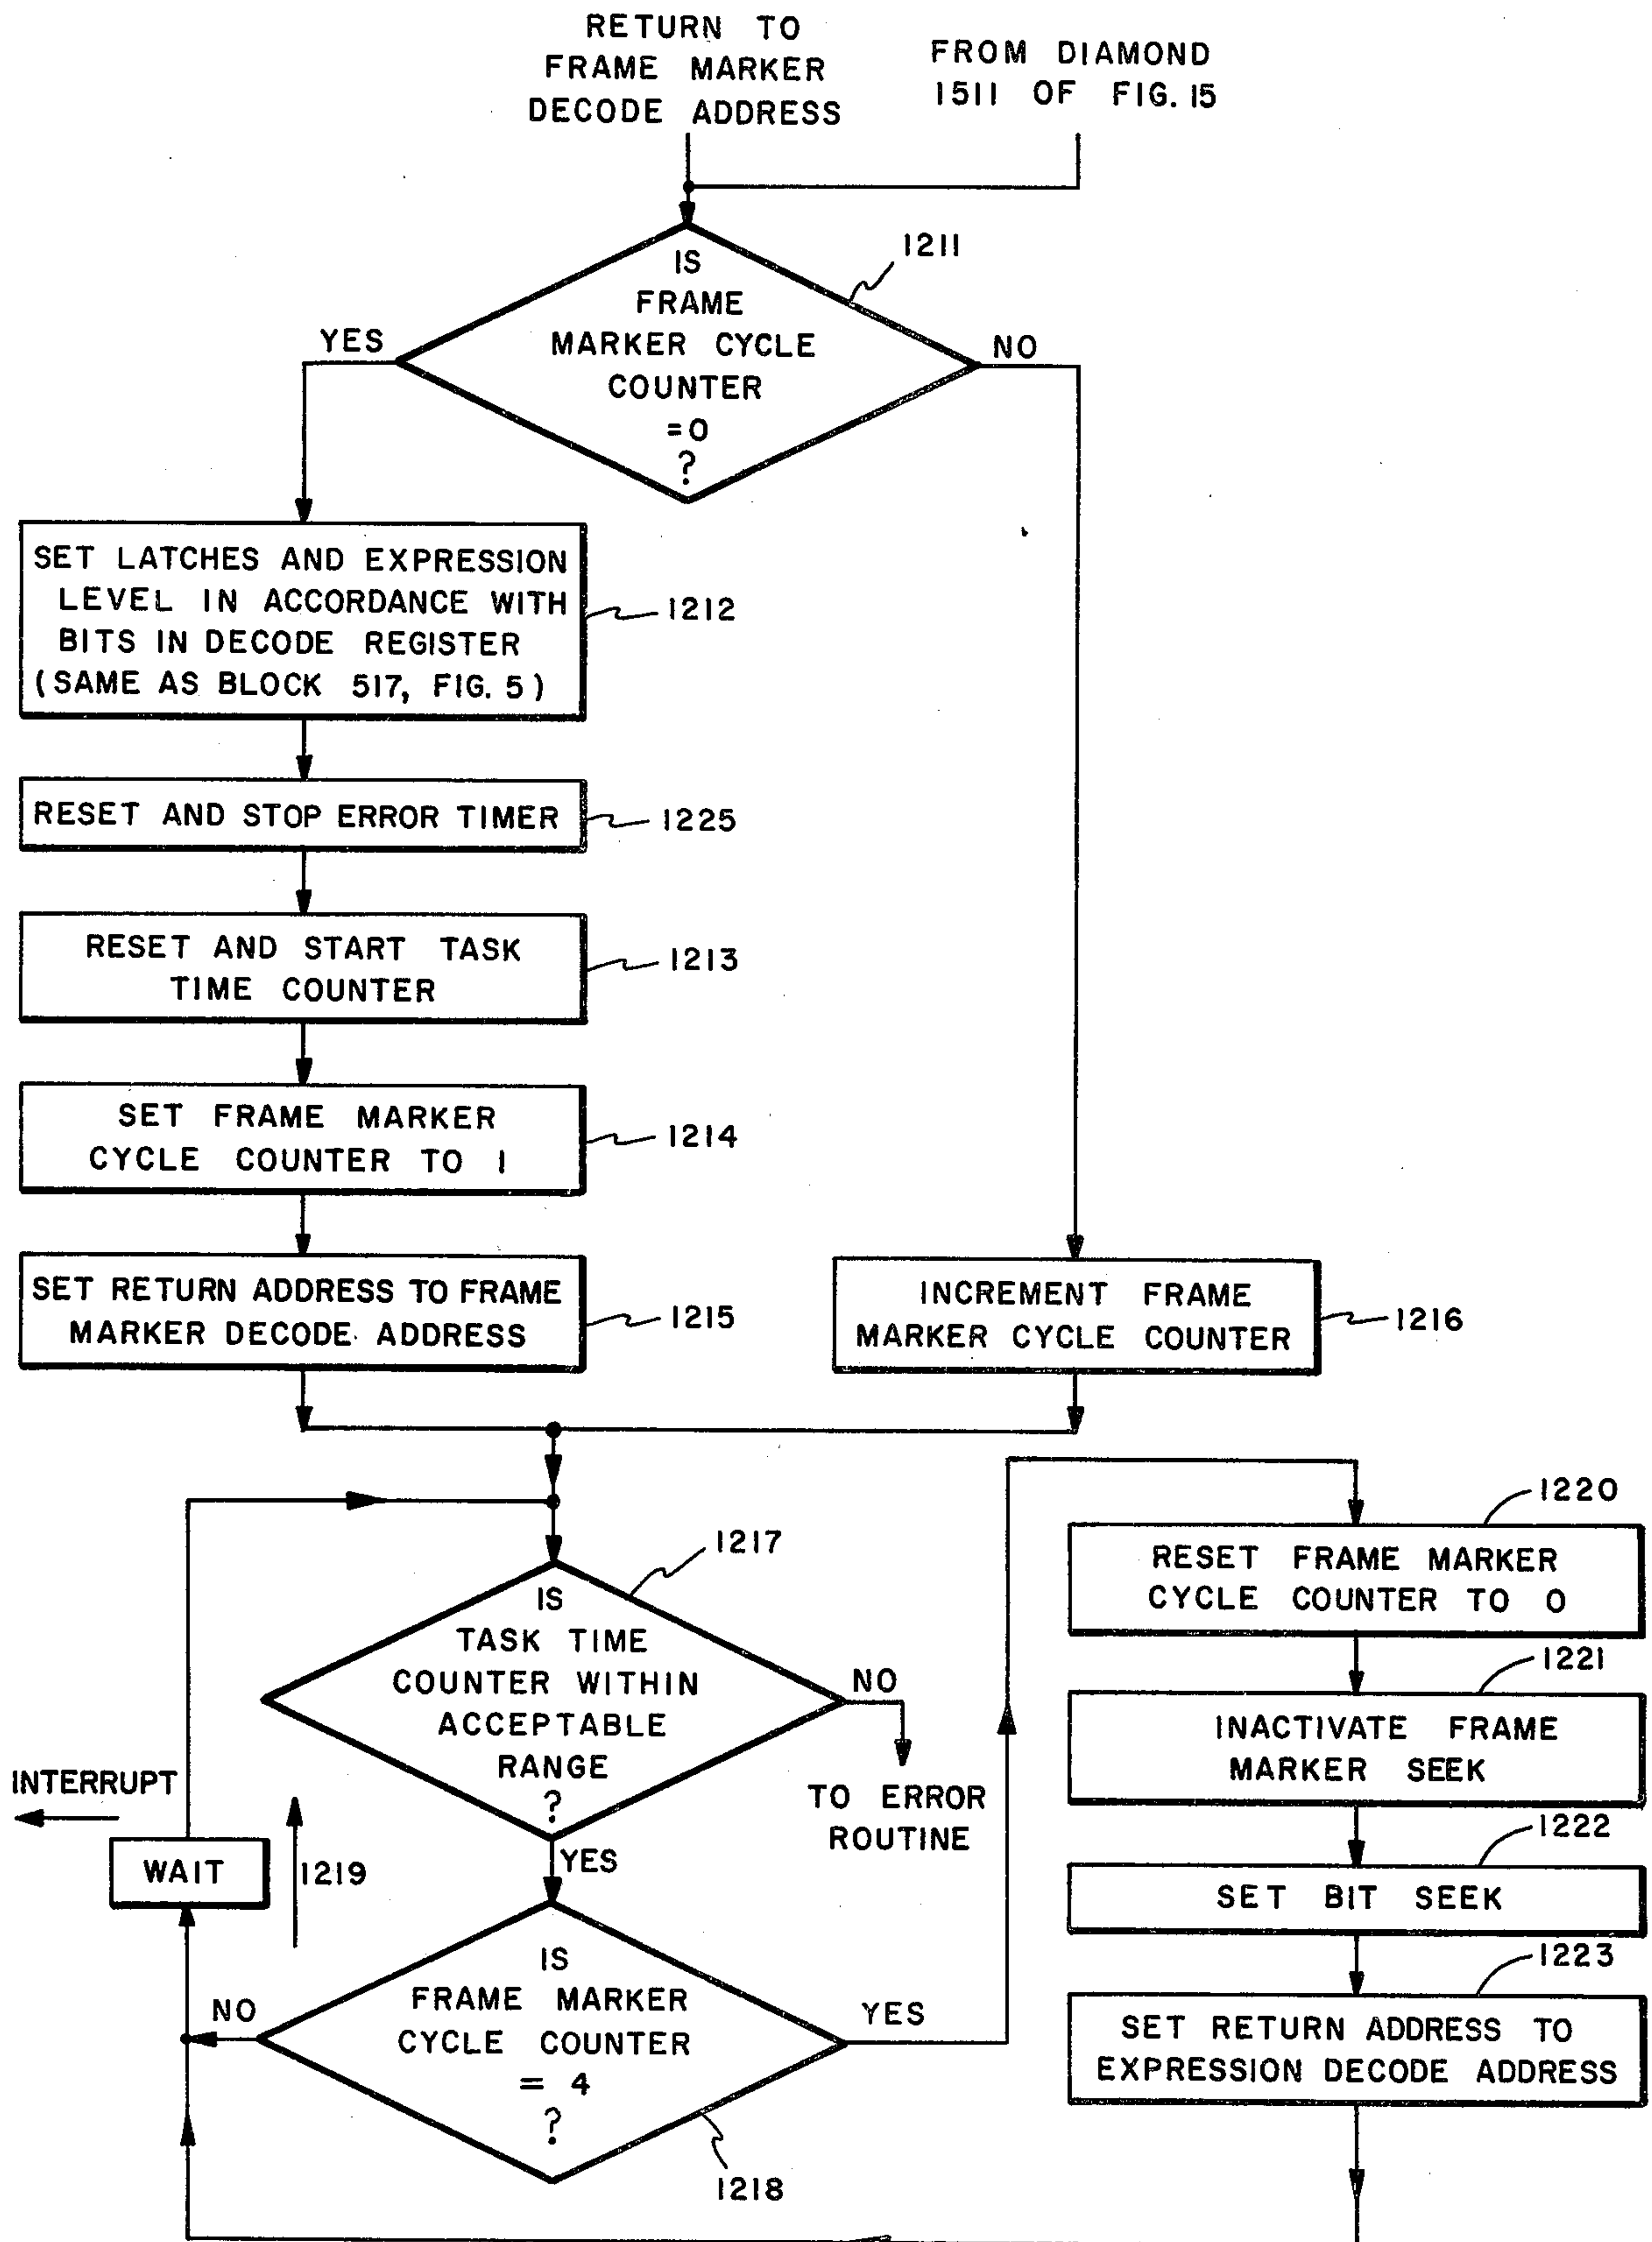 RETURN TO
FRAME MARKER
DECODE ADDRESS
FROM DIAMOND
1511 OF FIG. 15
1211
IS
FRAME
MARKER CYCLE
COUNTER
=0
?
YES
NO
SET LATCHES AND EXPRESSION
LEVEL IN ACCORDANCE WITH
BITS IN DECODE REGISTER
(SAME AS BLOCK 517, FIG. 5)
1212
RESET AND STOP ERROR TIMER
1225
RESET AND START TASK
TIME COUNTER
1213
SET FRAME MARKER
CYCLE COUNTER TO 1
1214
SET RETURN ADDRESS TO FRAME
MARKER DECODE ADDRESS
1215
INCREMENT FRAME
MARKER CYCLE COUNTER
1216
1217
IS
TASK TIME
COUNTER WITHIN
ACCEPTABLE
RANGE
?
NO
TO ERROR
ROUTINE
YES
INTERRUPT
WAIT
1219
IS
FRAME MARKER
CYCLE COUNTER
= 4
?
NO
YES
1218
1220
RESET FRAME MARKER
CYCLE COUNTER TO 0
1221
INACTIVATE FRAME
MARKER SEEK
1222
SET BIT SEEK
1223
SET RETURN ADDRESS TO
EXPRESSION DECODE ADDRESS